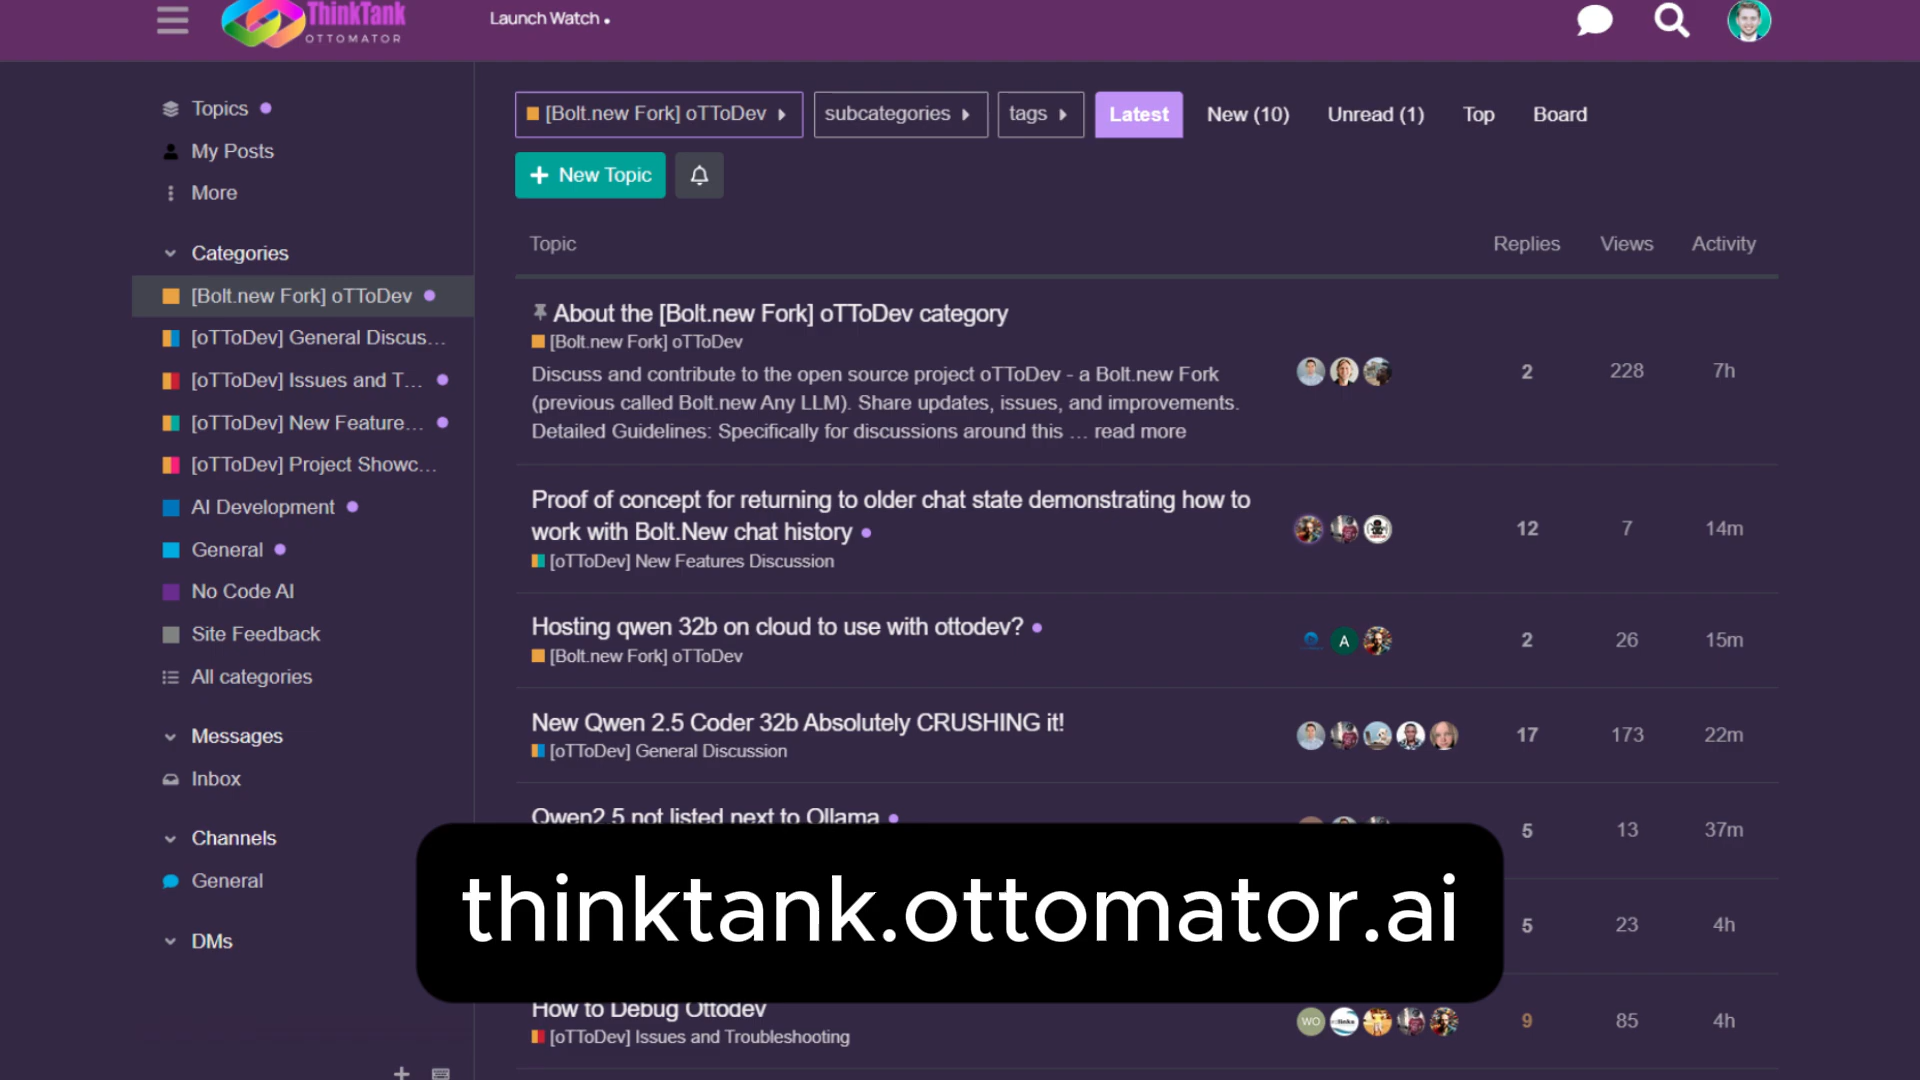 ThinkTank
OTTOMATOR
Launch Watch
Topics
My Posts
More
Categories
[Bolt.new Fork] oTToDev
[oTToDev] General Discus...
[oTToDev] Issues and T...
[oTToDev] New Feature...
[oTToDev] Project Showc...
AI Development
General
No Code AI
Site Feedback
All categories
Messages
Inbox
Channels
General
DMs
[Bolt.new Fork] oTToDev subcategories tags Latest New (10) Unread (1) Top Board
+ New Topic
Topic Replies Views Activity
About the [Bolt.new Fork] oTToDev category
[Bolt.new Fork] oTToDev
Discuss and contribute to the open source project oTToDev - a Bolt.new Fork
(previous called Bolt.new Any LLM). Share updates, issues, and improvements.
Detailed Guidelines: Specifically for discussions around this … read more
2 228 7h
Proof of concept for returning to older chat state demonstrating how to
work with Bolt.New chat history
[oTToDev] New Features Discussion
12 7 14m
Hosting qwen 32b on cloud to use with ottodev?
[Bolt.new Fork] oTToDev
A
2 26 15m
New Qwen 2.5 Coder 32b Absolutely CRUSHING it!
[oTToDev] General Discussion
17 173 22m
Qwen2.5 not listed next to Ollama
5 13 37m
thinktank.ottomator.ai
5 23 4h
How to Debug Ottodev
[oTToDev] Issues and Troubleshooting
WO
9 85 4h